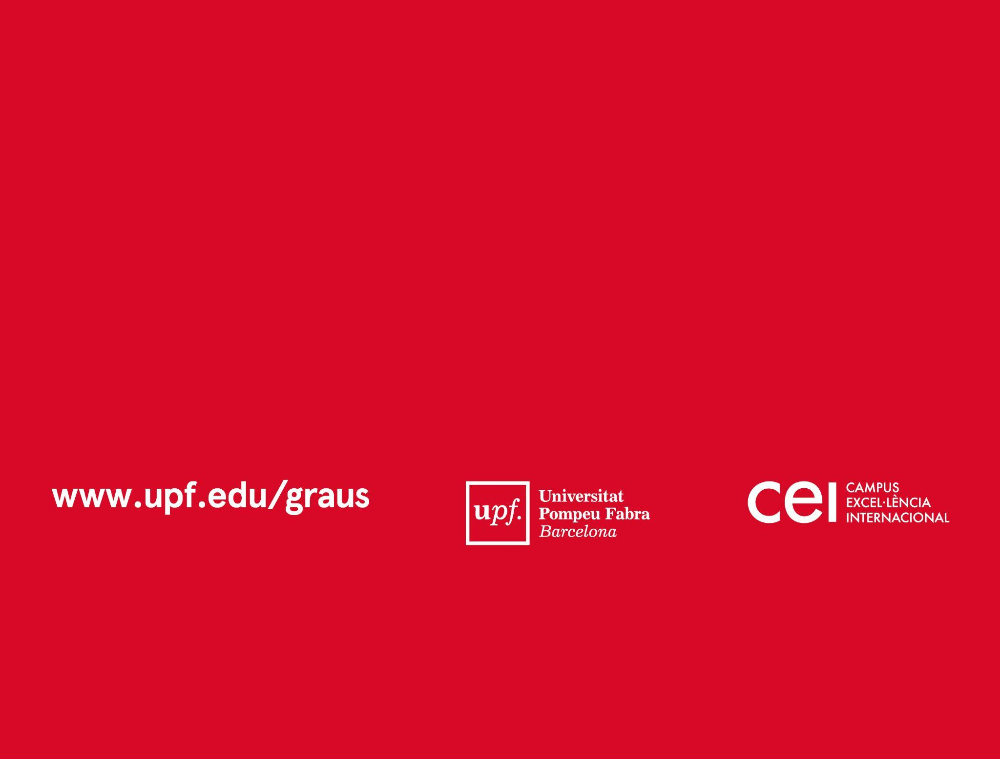 www.upf.edu/graus
upf.
Universitat
Pompeu Fabra
Barcelona
cei
CAMPUS
EXCEL·LÈNCIA
INTERNACIONAL